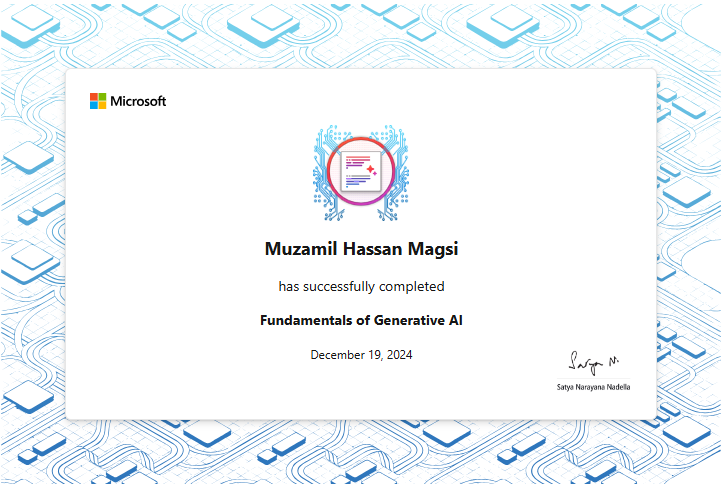 Microsoft
Muzamil Hassan Magsi
has successfully completed
Fundamentals of Generative AI
December 19, 2024
Satya N.
Satya Narayana Nadella